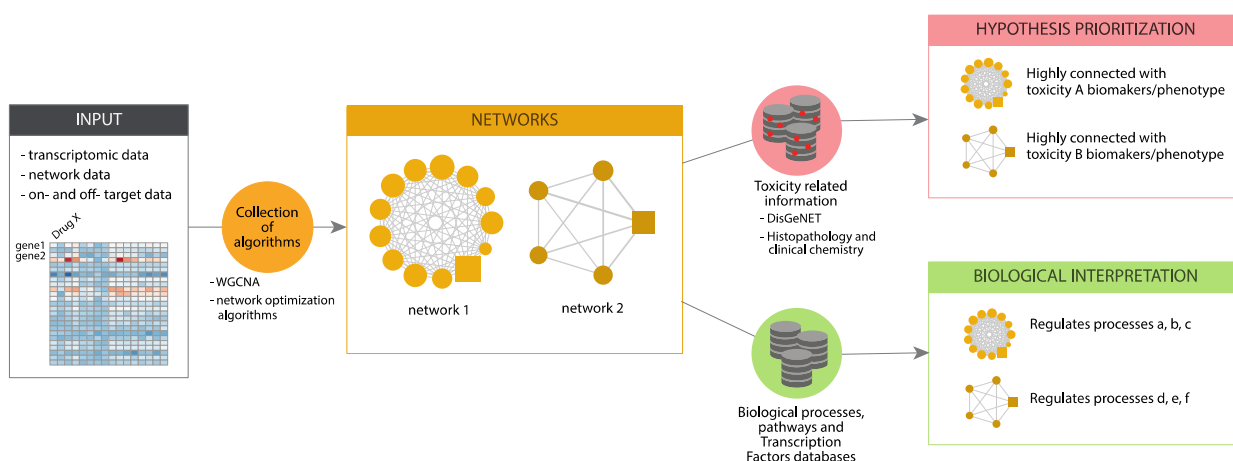 INPUT
- transcriptomic data
- network data
- on- and off- target data
Drug X
gene1
gene2
Collection
of
algorithms
- WGCNA
- network optimization
algorithms
NETWORKS
network 1
network 2
Toxicity related
information
- DisGeNET
- Histopathology and
clinical chemistry
Biological processes,
pathways and
Transcription
Factors databases
HYPOTHESIS PRIORITIZATION
Highly connected with
toxicity A biomakers/phenotype
Highly connected with
toxicity B biomakers/phenotype
BIOLOGICAL INTERPRETATION
Regulates processes a, b, c
Regulates processes d, e, f